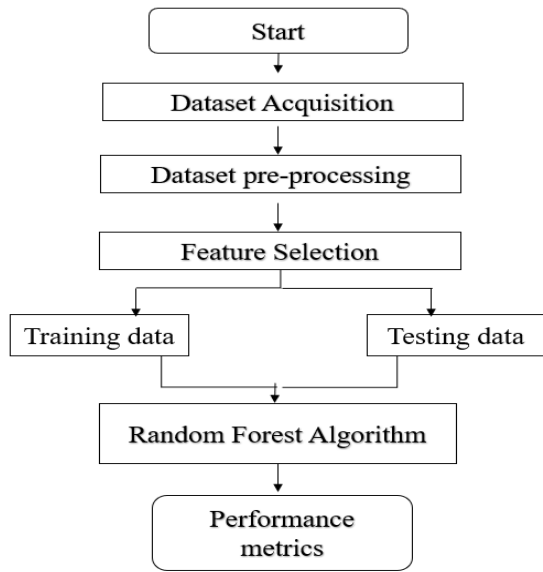 Start
Dataset Acquisition
Dataset pre-processing
Feature Selection
Training data
Testing data
Random Forest Algorithm
Performance
metrics